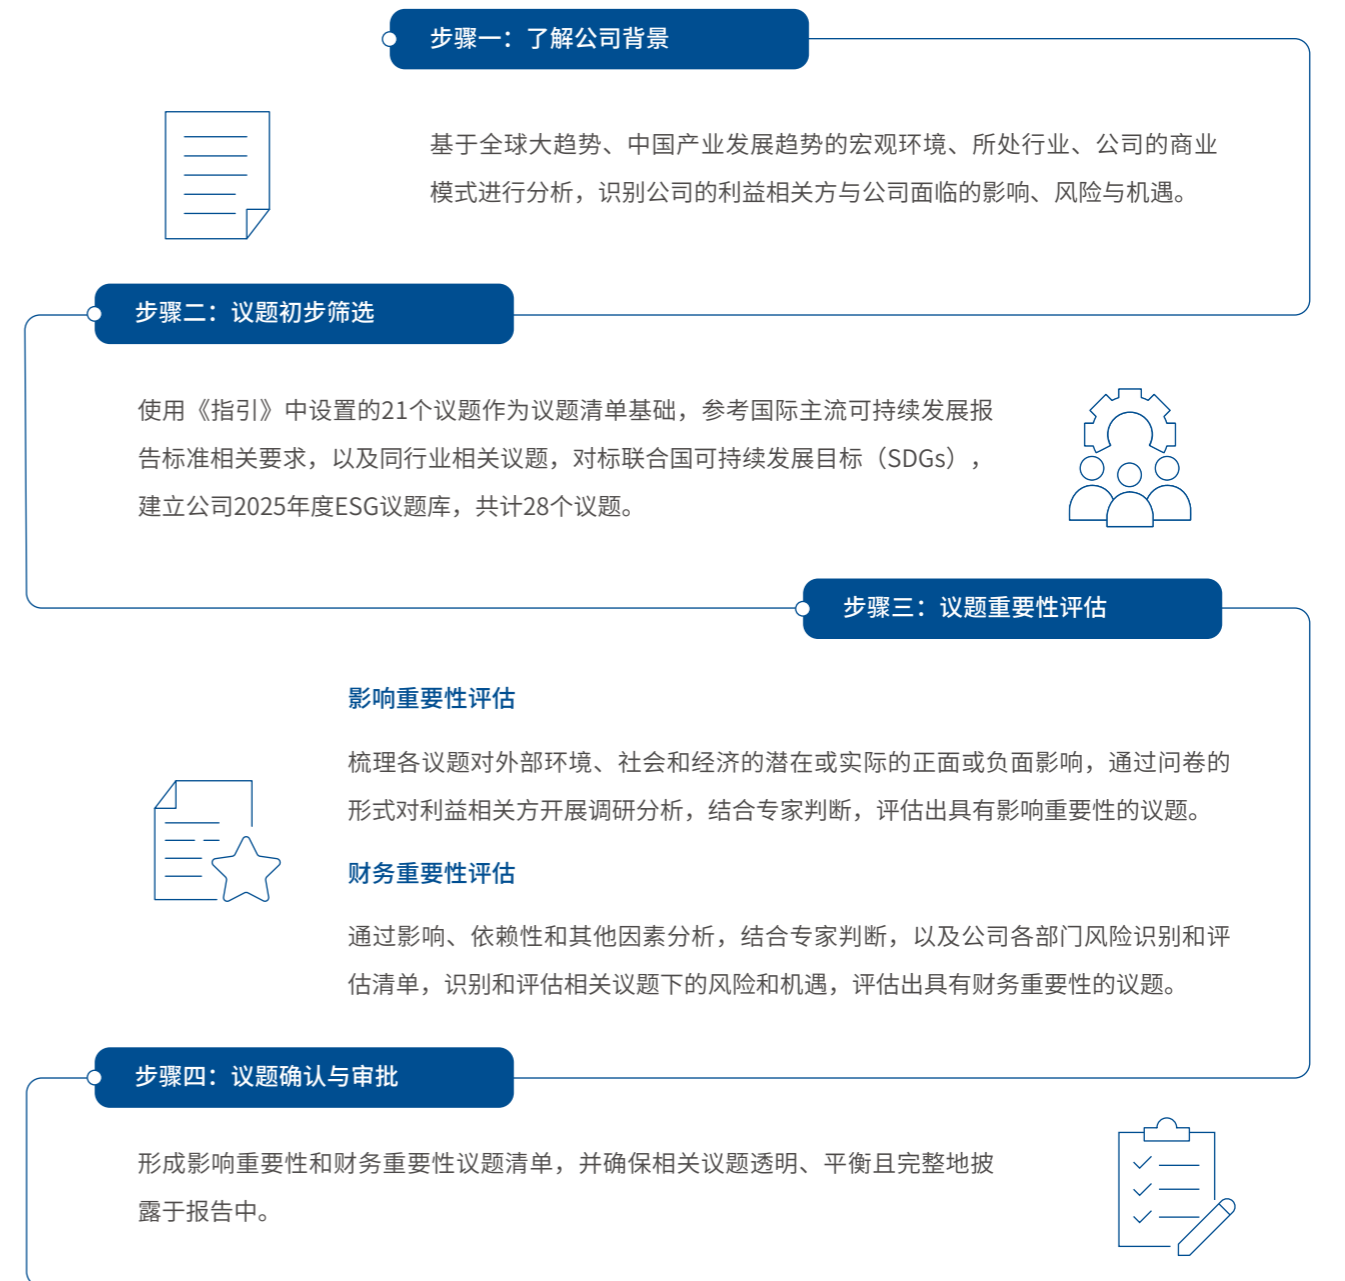 步骤一：了解公司背景
基于全球大趋势、中国产业发展趋势的宏观环境、所处行业、公司的商业
模式进行分析，识别公司的利益相关方与公司面临的影响、风险与机遇。
步骤二：议题初步筛选
使用《指引》中设置的21个议题作为议题清单基础，参考国际主流可持续发展报
告标准相关要求，以及同行业相关议题，对标联合国可持续发展目标（SDGs），
建立公司2025年度ESG议题库，共计28个议题。
步骤三：议题重要性评估
影响重要性评估
梳理各议题对外部环境、社会和经济的潜在或实际的正面或负面影响，通过问卷的
形式对利益相关方开展调研分析，结合专家判断，评估出具有影响重要性的议题。
财务重要性评估
通过影响、依赖性和其他因素分析，结合专家判断，以及公司各部门风险识别和评
估清单，识别和评估相关议题下的风险和机遇，评估出具有财务重要性的议题。
步骤四：议题确认与审批
形成影响重要性和财务重要性议题清单，并确保相关议题透明、平衡且完整地披
露于报告中。